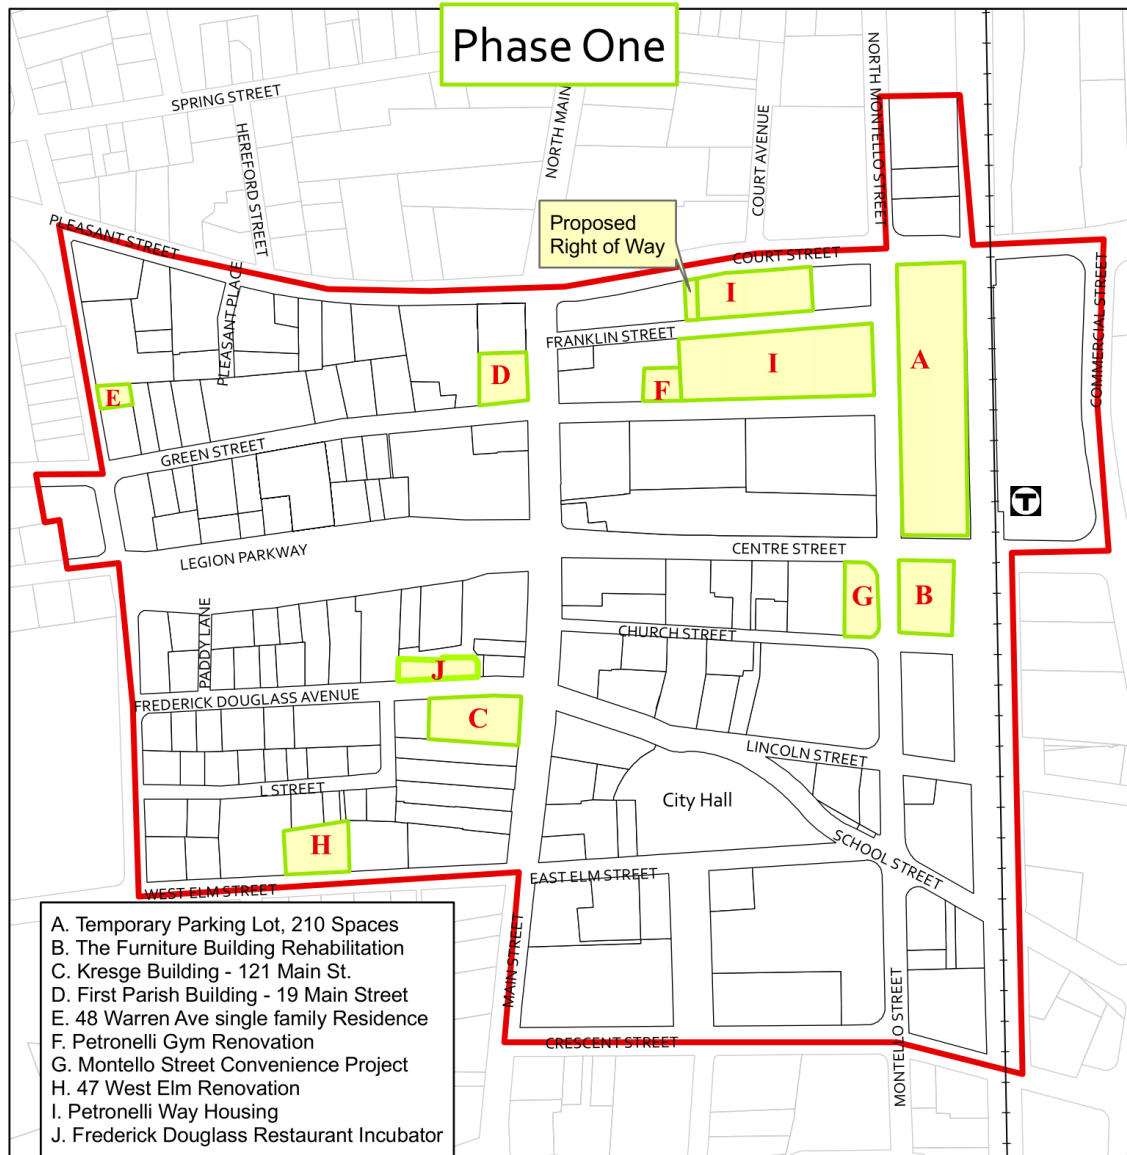 Phase One
SPRING STREET
HEREFORD STREET
NORTH MAIN
COURT AVENUE
NORTH MONTELLO STREET
PLEASANT STREET
Proposed
Right of Way
COURT STREET
COMMERCIAL STREET
PLEASANT PLACE
I
FRANKLIN STREET
A
I
D
F
E
GREEN STREET
T
LEGION PARKWAY
CENTRE STREET
G
B
PADDY LANE
CHURCH STREET
J
FREDERICK DOUGLASS AVENUE
C
LINCOLN STREET
L STREET
City Hall
H
SCHOOL STREET
EAST ELM STREET
WEST ELM STREET
MAIN STREET
MONTELLO STREET
CRESCENT STREET
A. Temporary Parking Lot, 210 Spaces
B. The Furniture Building Rehabilitation
C. Kresge Building - 121 Main St.
D. First Parish Building - 19 Main Street
E. 48 Warren Ave single family Residence
F. Petronelli Gym Renovation
G. Montello Street Convenience Project
H. 47 West Elm Renovation
I. Petronelli Way Housing
J. Frederick Douglass Restaurant Incubator